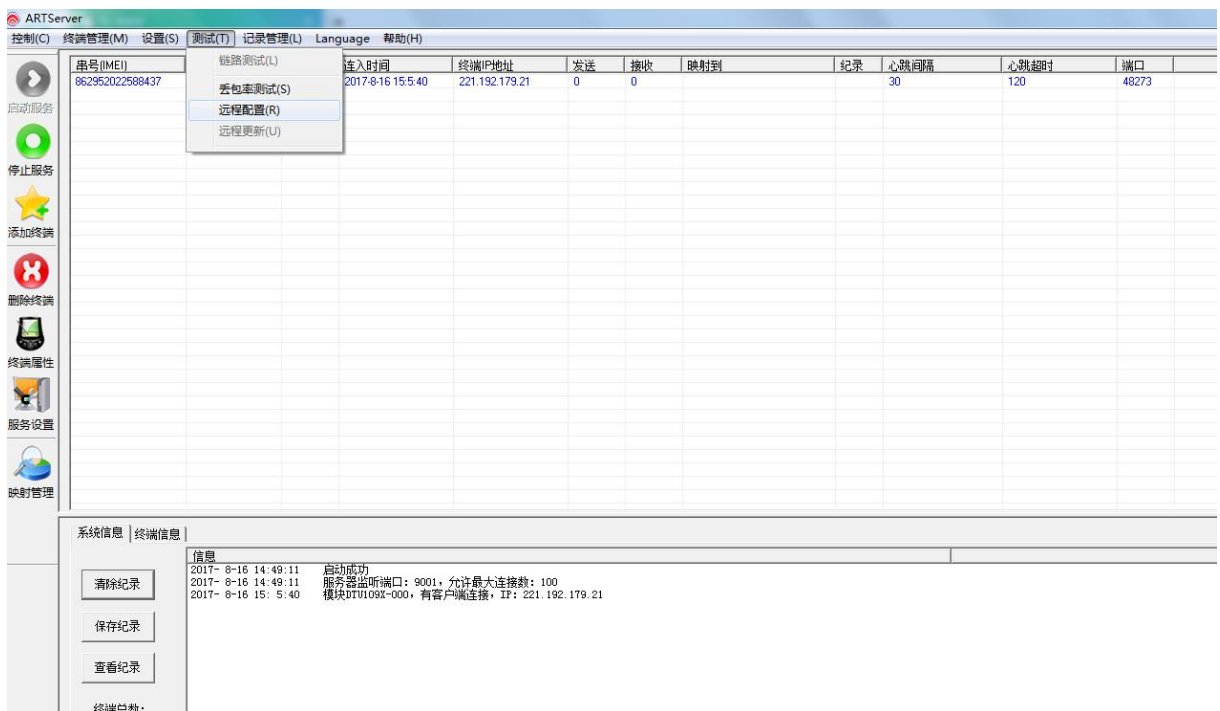 ARTServer
控制(C) 终端管理(M) 设置(S) 测试(T) 记录管理(L) Language 帮助(H)
串号(IMEI) 连入时间 终端IP地址 发送 接收 映射到 纪录 心跳间隔 心跳超时 端口
862952022588437 2017-8-16 15:5:40 221.192.179.21 0 0 30 120 48273
链路测试(L)
丢包率测试(S)
远程配置(R)
远程更新(U)
启动服务
停止服务
添加终端
删除终端
终端属性
服务设置
映射管理
系统信息 终端信息
信息
2017- 8-16 14:49:11 启动成功
2017- 8-16 14:49:11 服务器监听端口：9001，允许最大连接数：100
2017- 8-16 15: 5:40 模块DTU109X-000，有客户端连接，IP：221.192.179.21
清除纪录
保存纪录
查看纪录
终端总数: